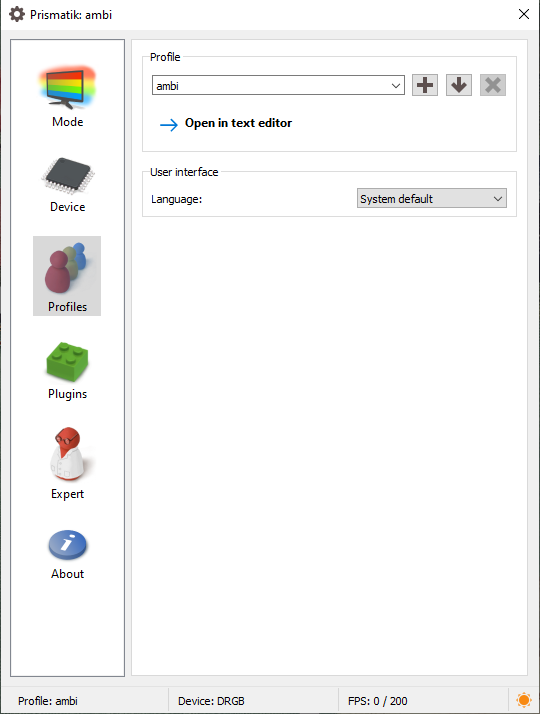 Prismatik: ambi
Mode
Device
Profiles
Plugins
Expert
About
Profile
ambi
Open in text editor
User interface
Language:
System default
Profile: ambi
Device: DRGB
FPS: 0 / 200